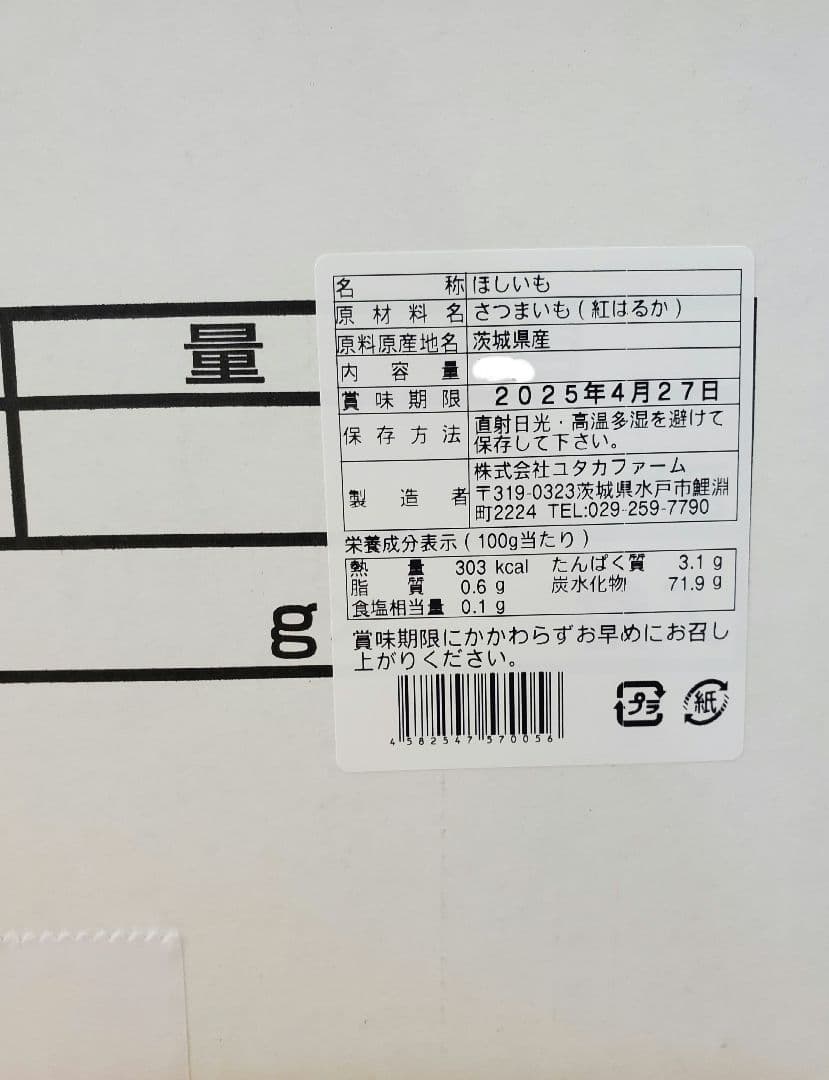 量
g
名称 ほしいも
原材料名 さつまいも(紅はるか)
原料原産地名 茨城県産
内容量
賞味期限 2025年4月27日
保存方法 直射日光・高温多湿を避けて
保存して下さい。
製造者 株式会社ユタカファーム
〒319-0323茨城県水戸市鯉淵
町2224 TEL:029-259-7790
栄養成分表示(100g当たり)
熱量 303 kcal たんぱく質 3.1 g
脂質 0.6 g 炭水化物 71.9 g
食塩相当量 0.1 g
賞味期限にかかわらずお早めにお召し
上がりください。
4582547570056
プラ 紙